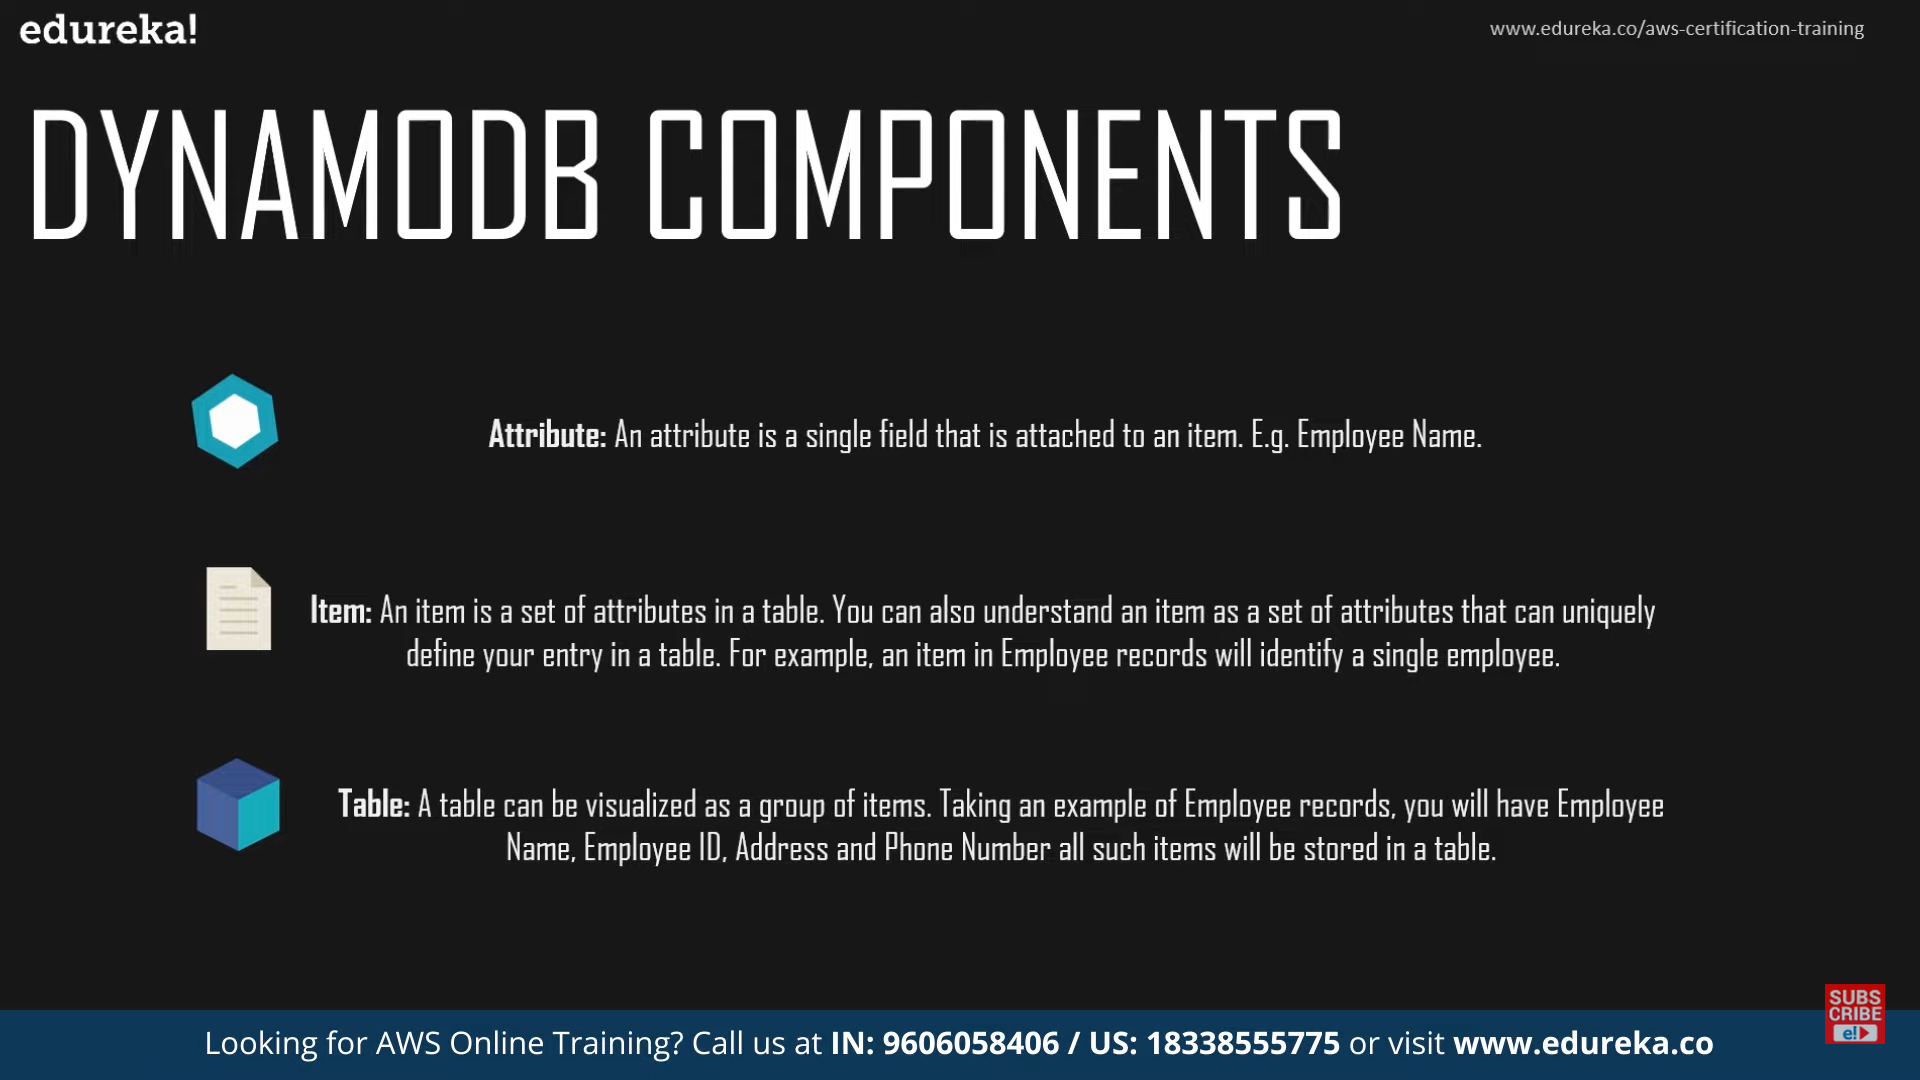 edureka!
www.edureka.co/aws-certification-training
DYNAMODB COMPONENTS
Attribute: An attribute is a single field that is attached to an item. E.g. Employee Name.
Item: An item is a set of attributes in a table. You can also understand an item as a set of attributes that can uniquely
define your entry in a table. For example, an item in Employee records will identify a single employee.
Table: A table can be visualized as a group of items. Taking an example of Employee records, you will have Employee
Name, Employee ID, Address and Phone Number all such items will be stored in a table.
SUBS
CRIBE
e!
Looking for AWS Online Training? Call us at IN: 9606058406 / US: 18338555775 or visit www.edureka.co